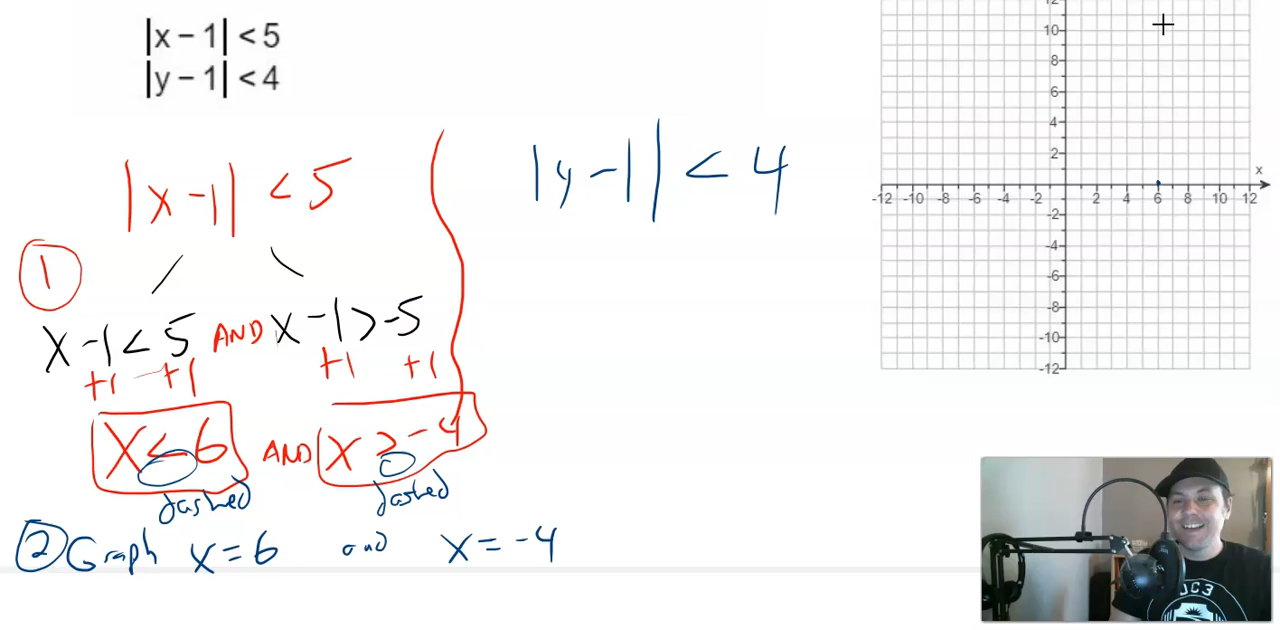 |x − 1| < 5
|y − 1| < 4
|x - 1| < 5
|y - 1| < 4
1
x - 1 < 5 AND x - 1 > -5
+1 +1 +1 +1
x < 6 AND x > -4
dashed dashed
2 Graph x = 6 and x = -4
12
10
8
6
4
2
x
-12 -10 -8 -6 -4 -2 2 4 6 8 10 12
-2
-4
-6
-8
-10
-12